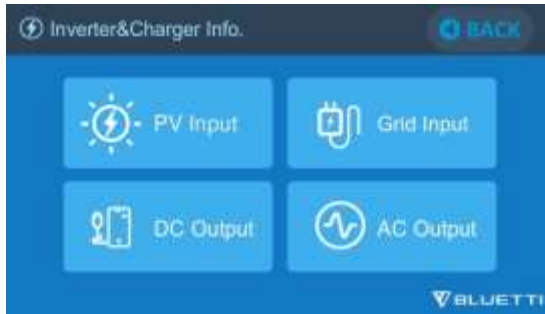 Inverter&Charger Info.
BACK
PV Input
Grid Input
DC Output
AC Output
BLUETTI